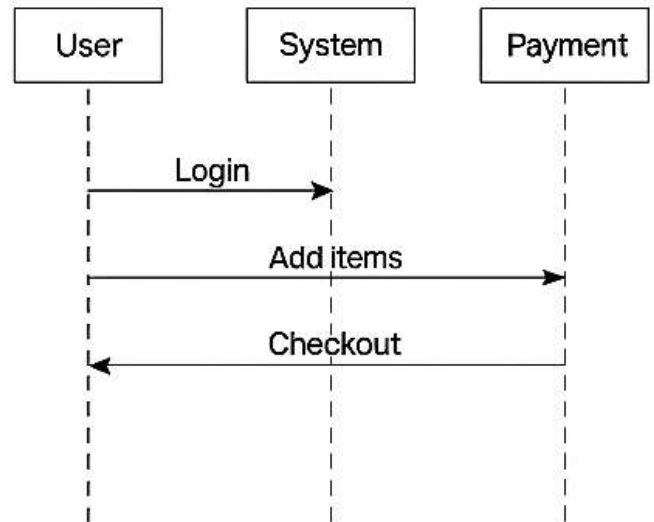 User
System
Payment
Login
Add items
Checkout